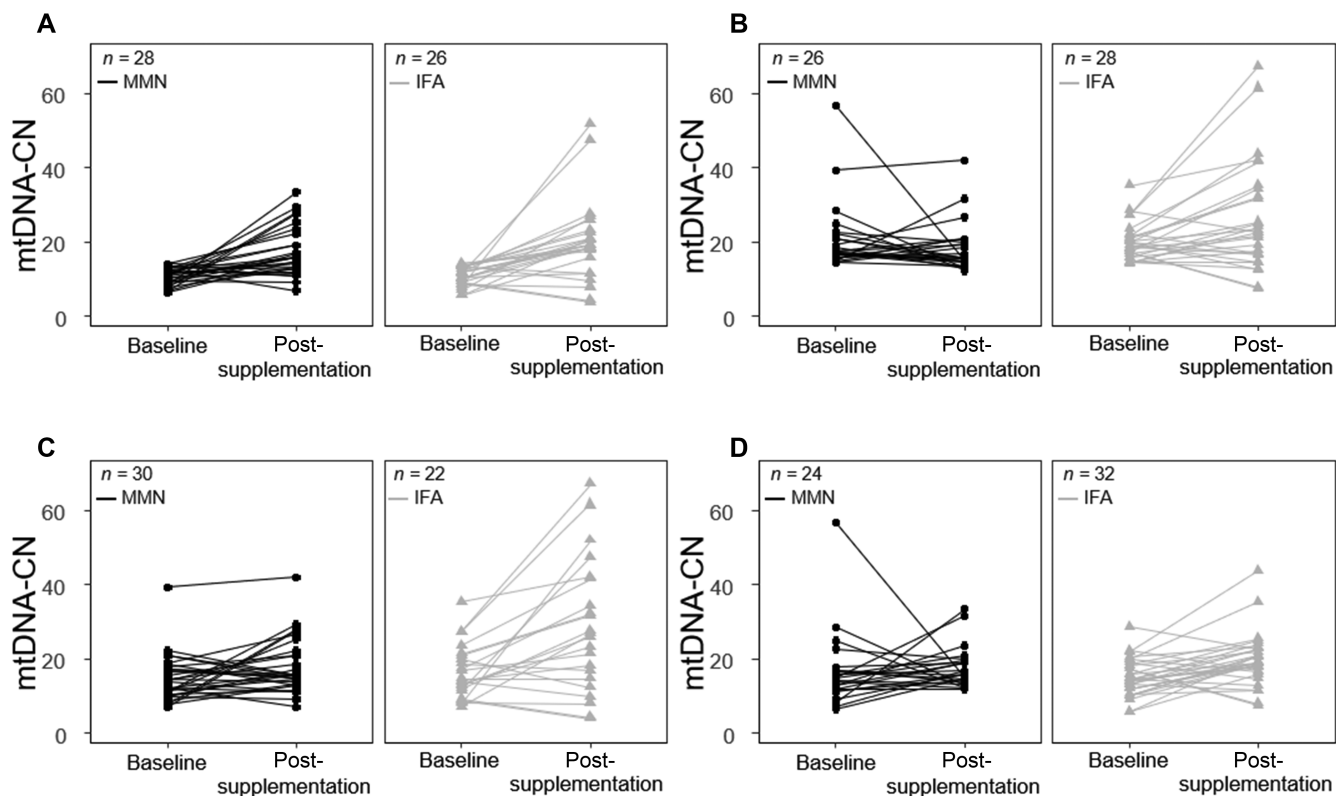 A
n = 28
MMN
n = 26
IFA
mtDNA-CN
60
40
20
0
Baseline
Post-
supplementation
Baseline
Post-
supplementation
B
n = 26
MMN
n = 28
IFA
mtDNA-CN
60
40
20
0
Baseline
Post-
supplementation
Baseline
Post-
supplementation
C
n = 30
MMN
n = 22
IFA
mtDNA-CN
60
40
20
0
Baseline
Post-
supplementation
Baseline
Post-
supplementation
D
n = 24
MMN
n = 32
IFA
mtDNA-CN
60
40
20
0
Baseline
Post-
supplementation
Baseline
Post-
supplementation